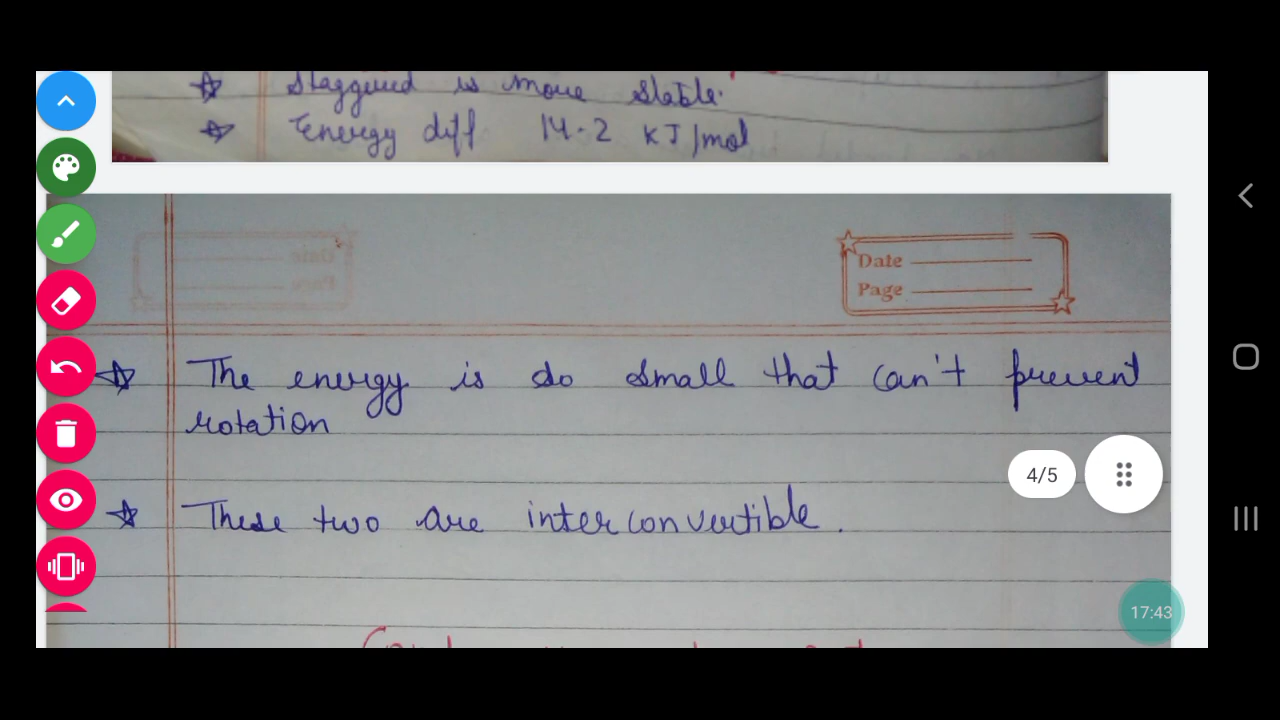 Staggered is more stable.
Energy diff 14.2 KJ/mol
Date
Page
The energy is so small that can't prevent
rotation
4/5
These two are interconvertible.
17:43